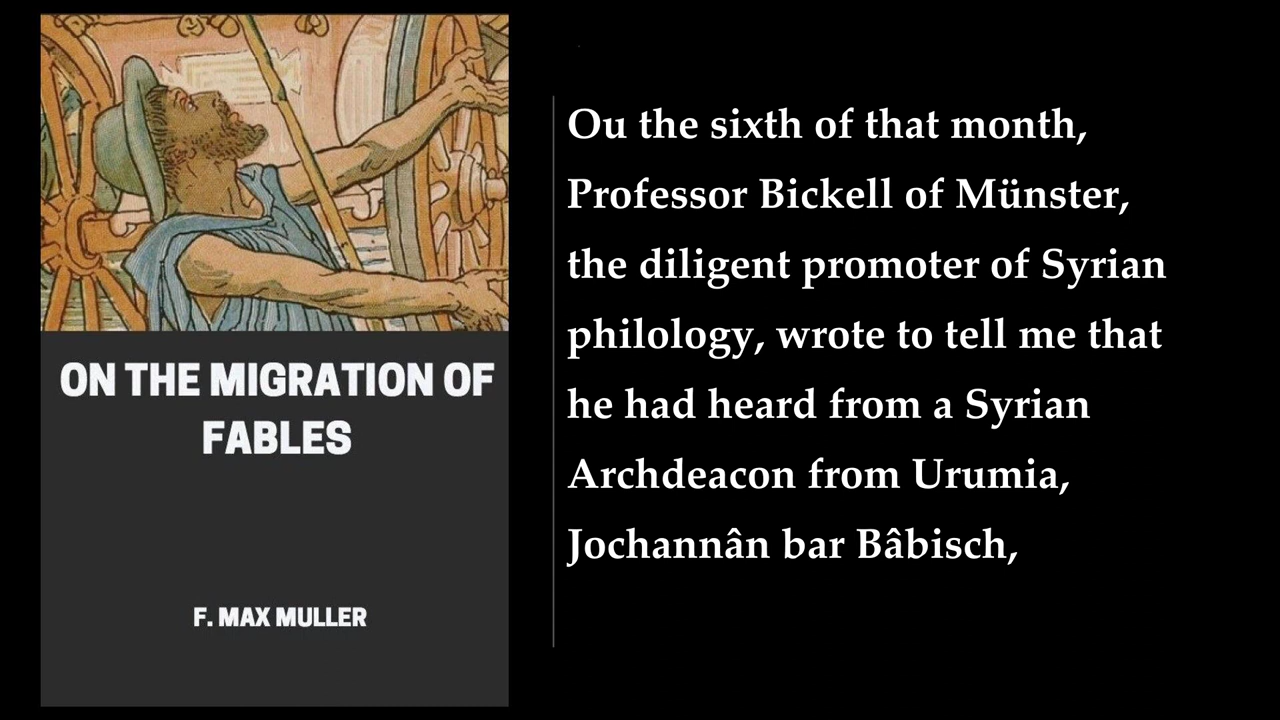 ON THE MIGRATION OF
FABLES
F. MAX MULLER
Ou the sixth of that month,
Professor Bickell of Münster,
the diligent promoter of Syrian
philology, wrote to tell me that
he had heard from a Syrian
Archdeacon from Urumia,
Jochannân bar Bâbisch,